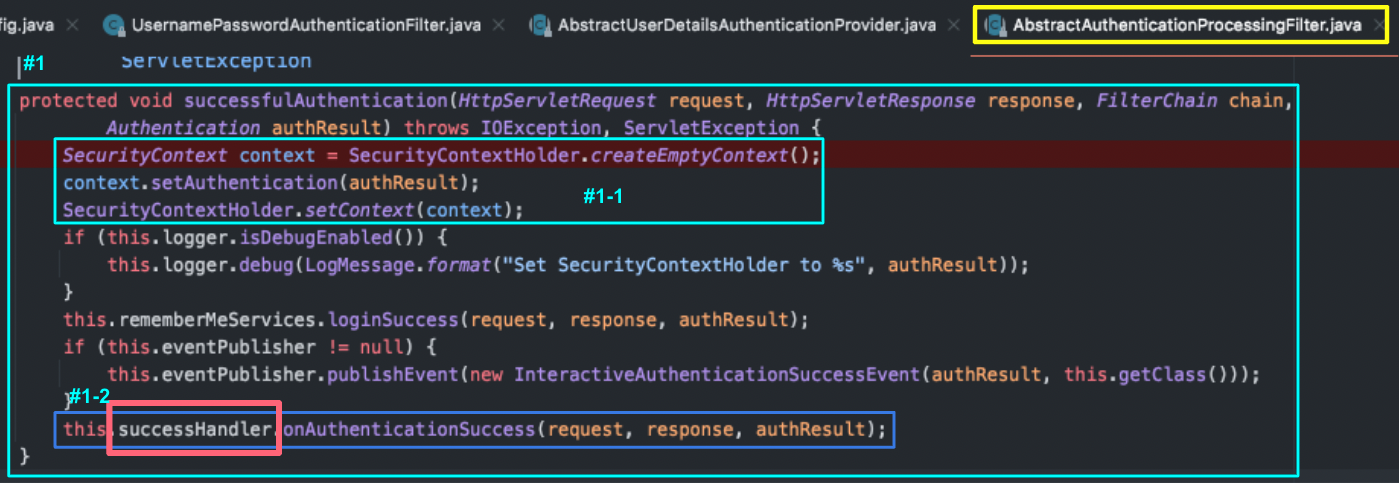 fig.java UsernamePasswordAuthenticationFilter.java AbstractUserDetailsAuthenticationProvider.java AbstractAuthenticationProcessingFilter.java
#1 ServletException
protected void successfulAuthentication(HttpServletRequest request, HttpServletResponse response, FilterChain chain,
Authentication authResult) throws IOException, ServletException {
SecurityContext context = SecurityContextHolder.createEmptyContext();
context.setAuthentication(authResult);
#1-1
SecurityContextHolder.setContext(context);
if (this.logger.isDebugEnabled()) {
this.logger.debug(LogMessage.format("Set SecurityContextHolder to %s", authResult));
}
this.rememberMeServices.loginSuccess(request, response, authResult);
if (this.eventPublisher != null) {
this.eventPublisher.publishEvent(new InteractiveAuthenticationSuccessEvent(authResult, this.getClass()));
}
#1-2
this.successHandler.onAuthenticationSuccess(request, response, authResult);
}